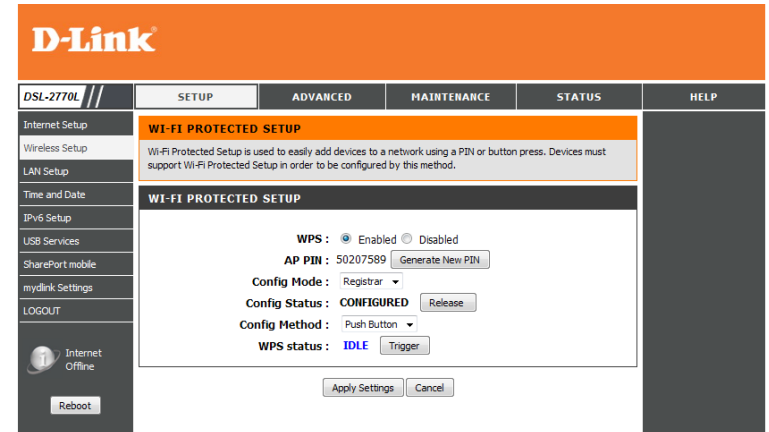 D-Link
DSL-2770L
SETUP
ADVANCED
MAINTENANCE
STATUS
HELP
Internet Setup
Wireless Setup
LAN Setup
Time and Date
IPv6 Setup
USB Services
SharePort mobile
mydlink Settings
LOGOUT
Internet
Offline
Reboot
WI-FI PROTECTED SETUP
Wi-Fi Protected Setup is used to easily add devices to a network using a PIN or button press. Devices must
support Wi-Fi Protected Setup in order to be configured by this method.
WI-FI PROTECTED SETUP
WPS : Enabled Disabled
AP PIN : 50207589 Generate New PIN
Config Mode : Registrar
Config Status : CONFIGURED Release
Config Method : Push Button
WPS status : IDLE Trigger
Apply Settings Cancel